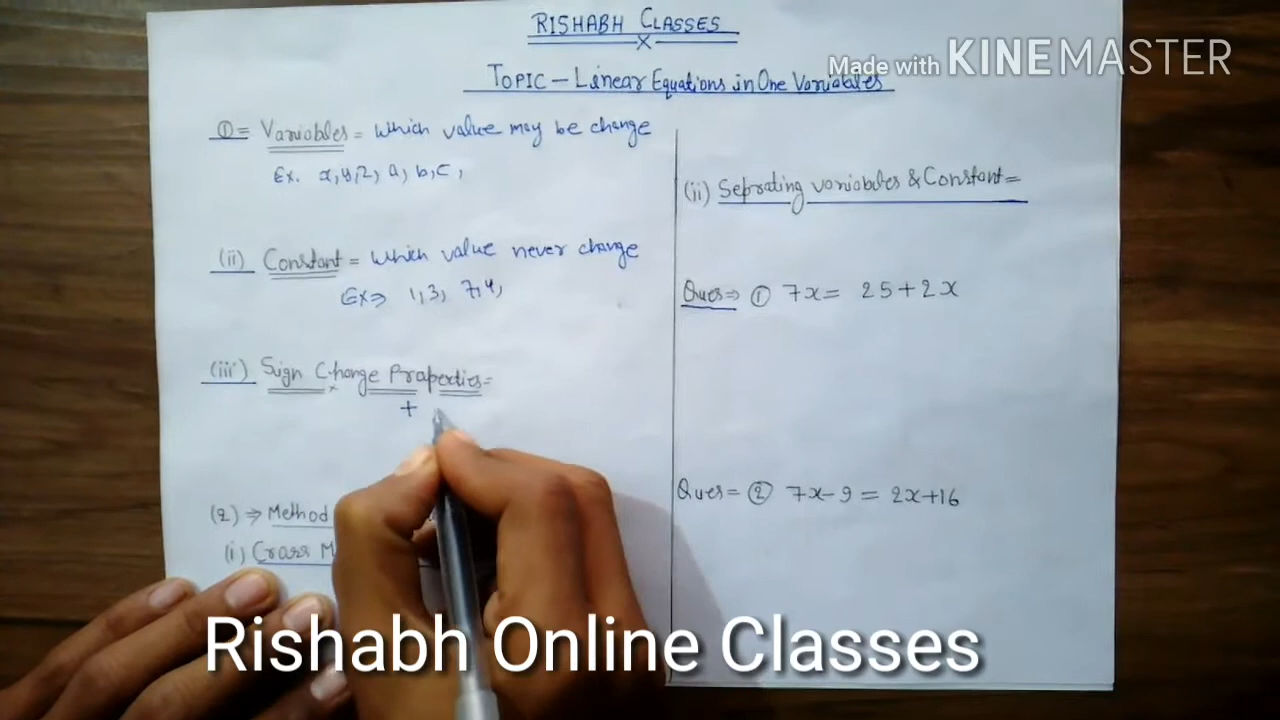 RISHABH CLASSES
Made with KINEMASTER
TOPIC - Linear Equations in One Variables
① = Variables = which value may be change
Ex. x, y, z, a, b, c,
(ii) Constant = which value never change
Ex ⇒ 1, 3, 7, 4,
(iii) Sign Change Properties =
+
(2) ⇒ Method
(i) Cross M
(ii) Seprating variables & Constant =
Ques ⇒ ① 7x = 25 + 2x
Ques = ② 7x - 9 = 2x + 16
Rishabh Online Classes